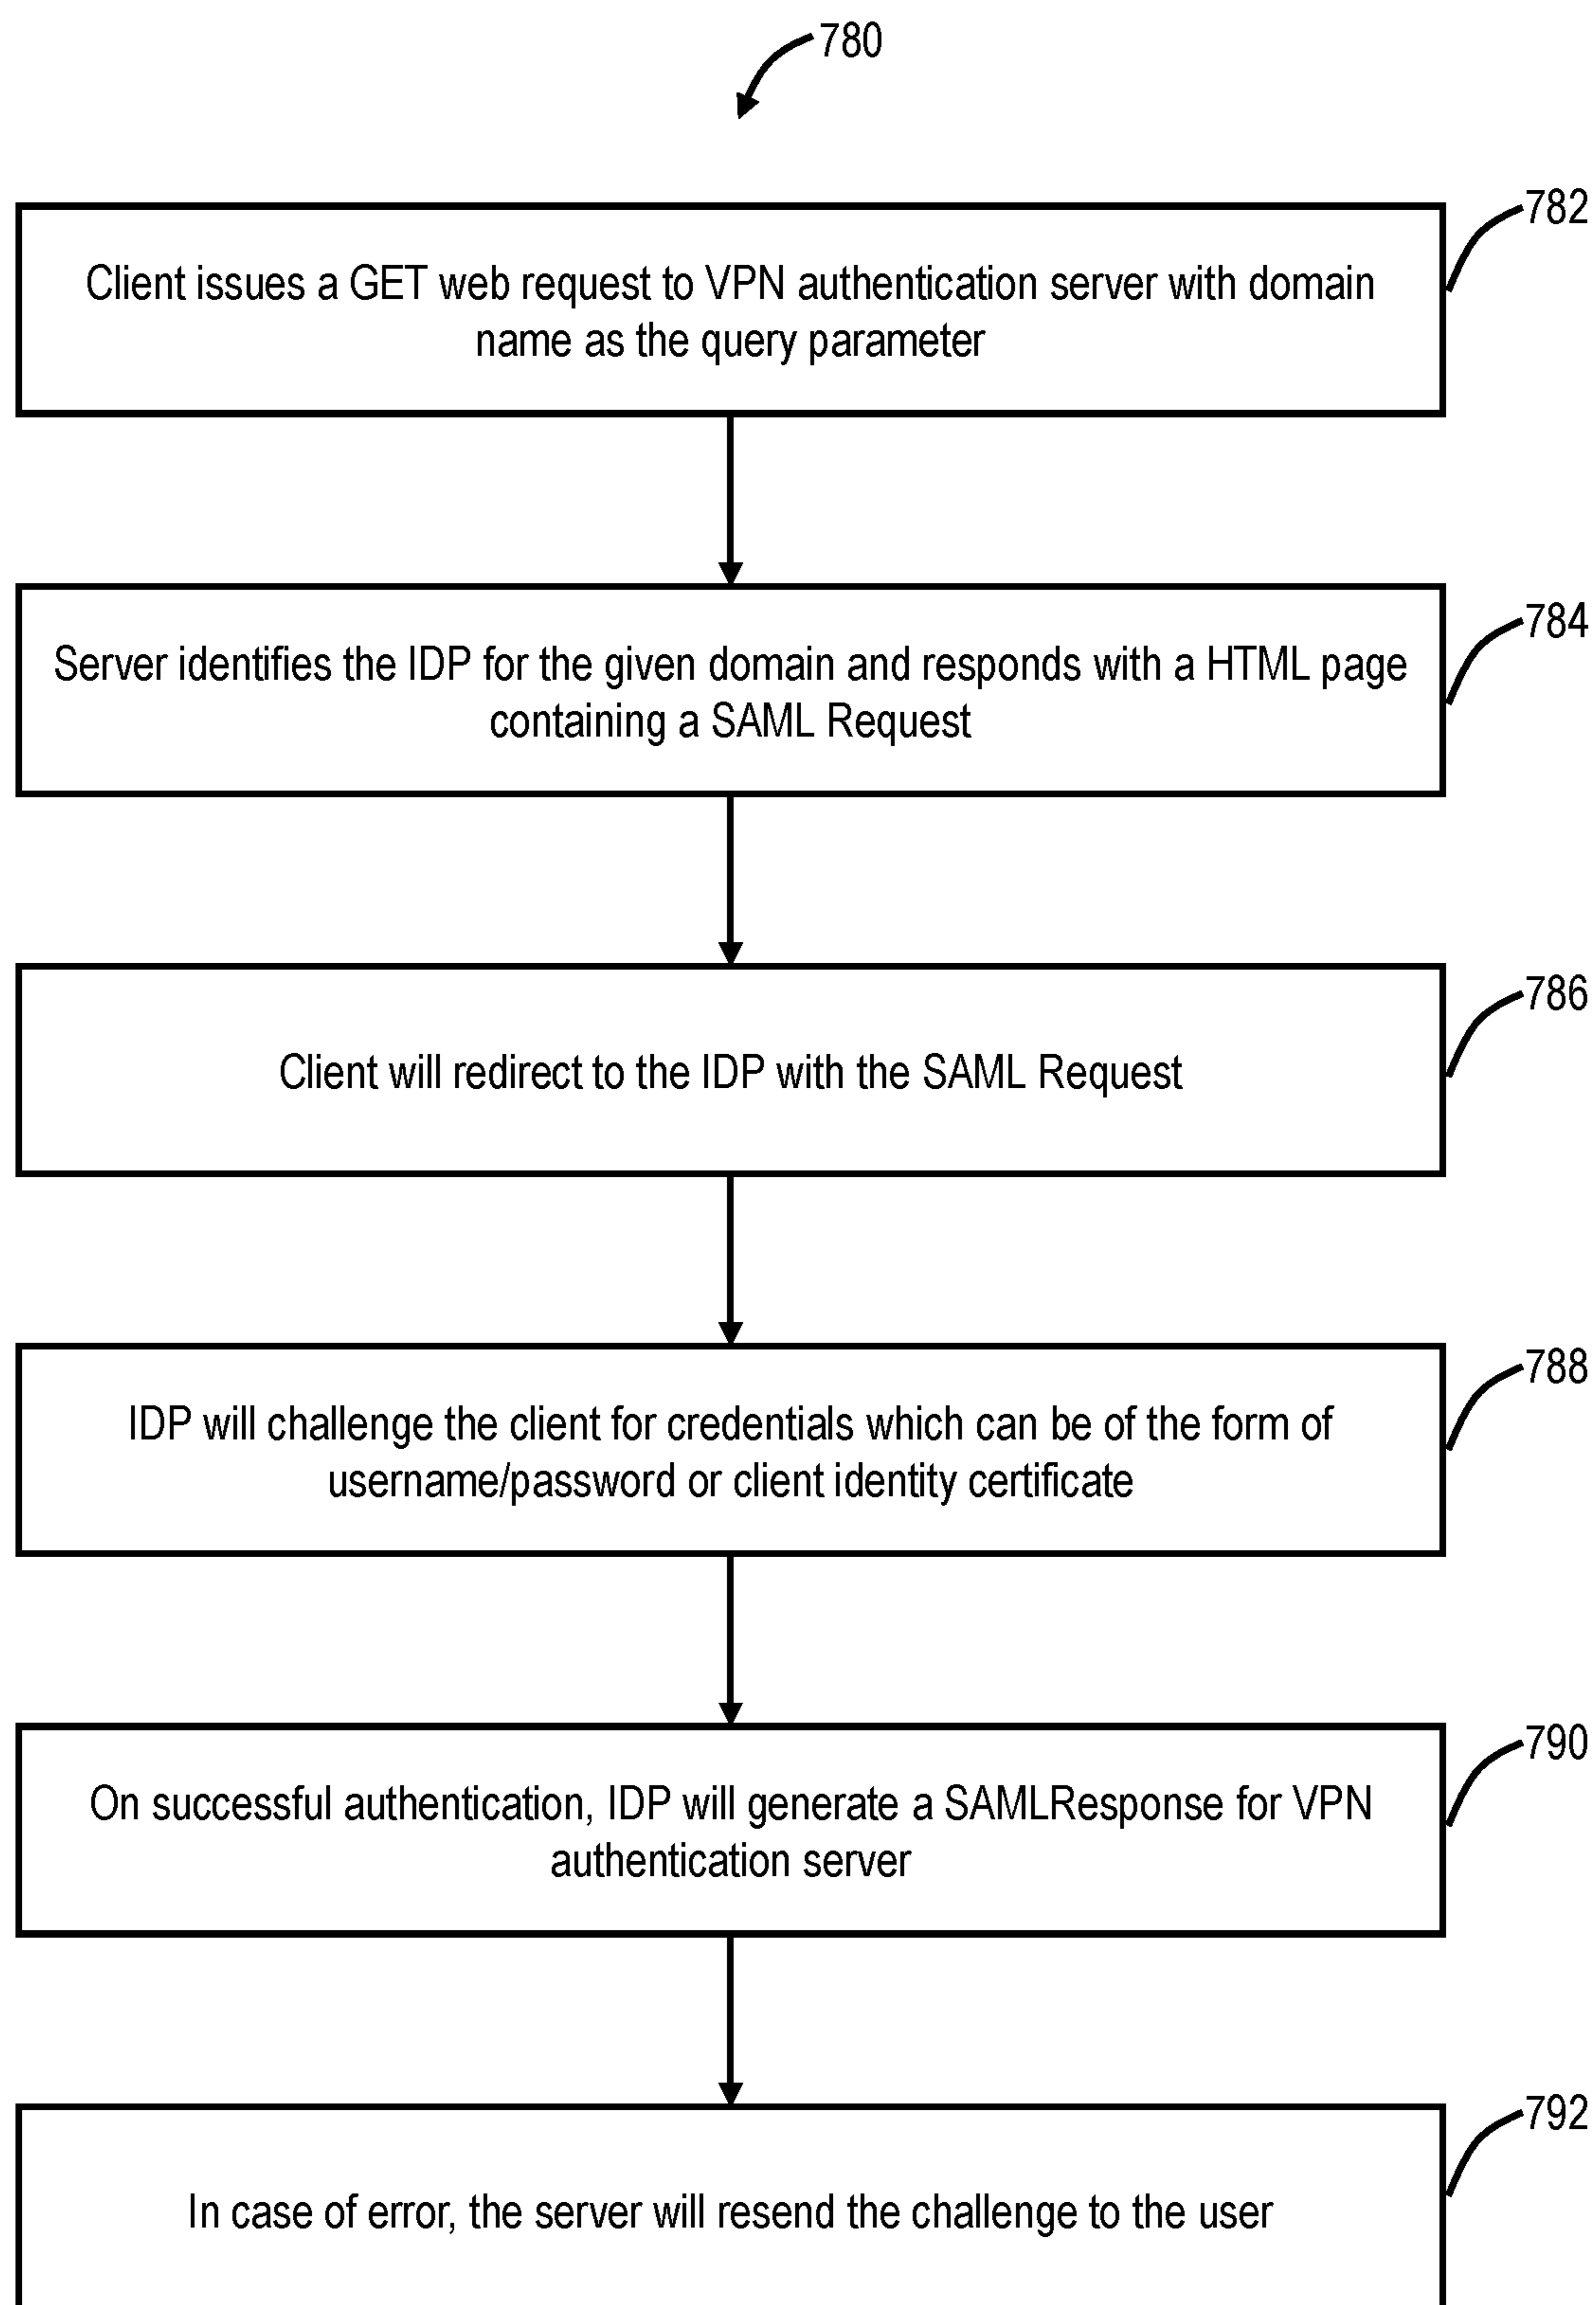 780
782
Client issues a GET web request to VPN authentication server with domain
name as the query parameter
784
Server identifies the IDP for the given domain and responds with a HTML page
containing a SAML Request
786
Client will redirect to the IDP with the SAML Request
788
IDP will challenge the client for credentials which can be of the form of
username/password or client identity certificate
790
On successful authentication, IDP will generate a SAMLResponse for VPN
authentication server
792
In case of error, the server will resend the challenge to the user